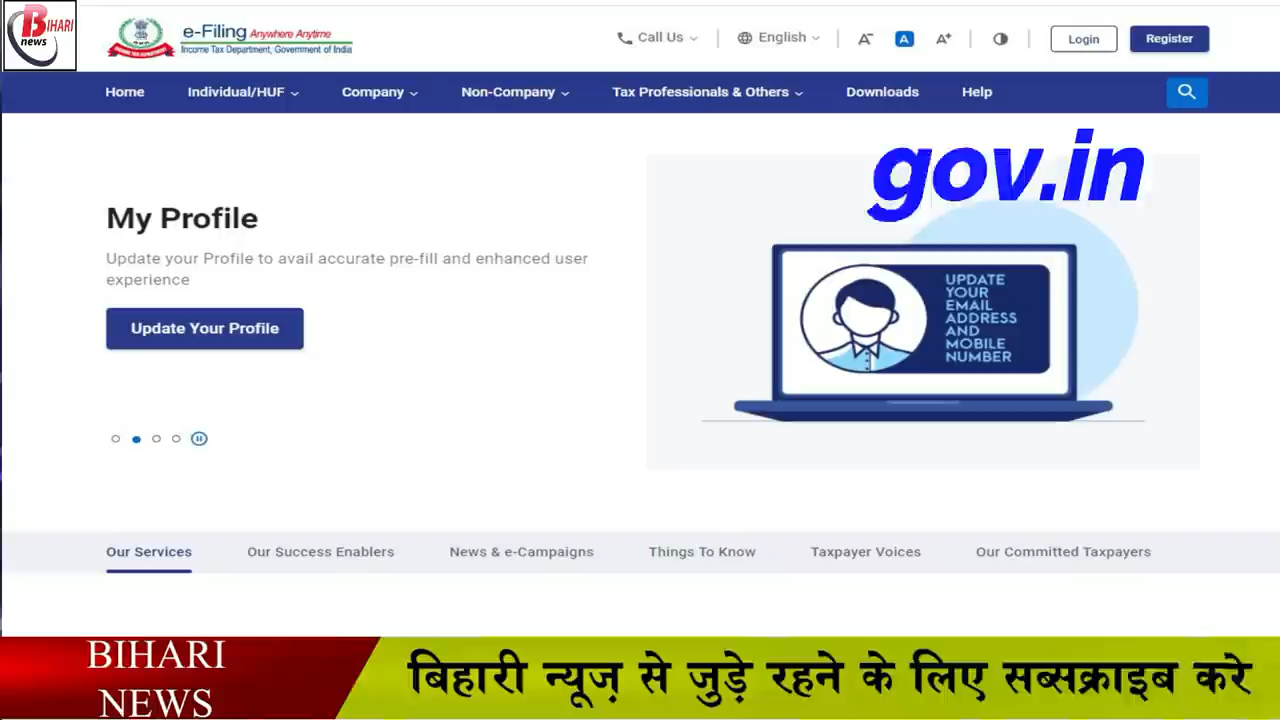 BIHARI
news
e-Filing Anywhere Anytime
Income Tax Department, Government of India
Call Us
English
A-
A
A+
Login
Register
Home
Individual/HUF
Company
Non-Company
Tax Professionals & Others
Downloads
Help
gov.in
My Profile
Update your Profile to avail accurate pre-fill and enhanced user
experience
Update Your Profile
UPDATE
YOUR
EMAIL
ADDRESS
AND
MOBILE
NUMBER
Our Services
Our Success Enablers
News & e-Campaigns
Things To Know
Taxpayer Voices
Our Committed Taxpayers
BIHARI
NEWS
बिहारी न्यूज़ से जुड़े रहने के लिए सब्सक्राइब करे